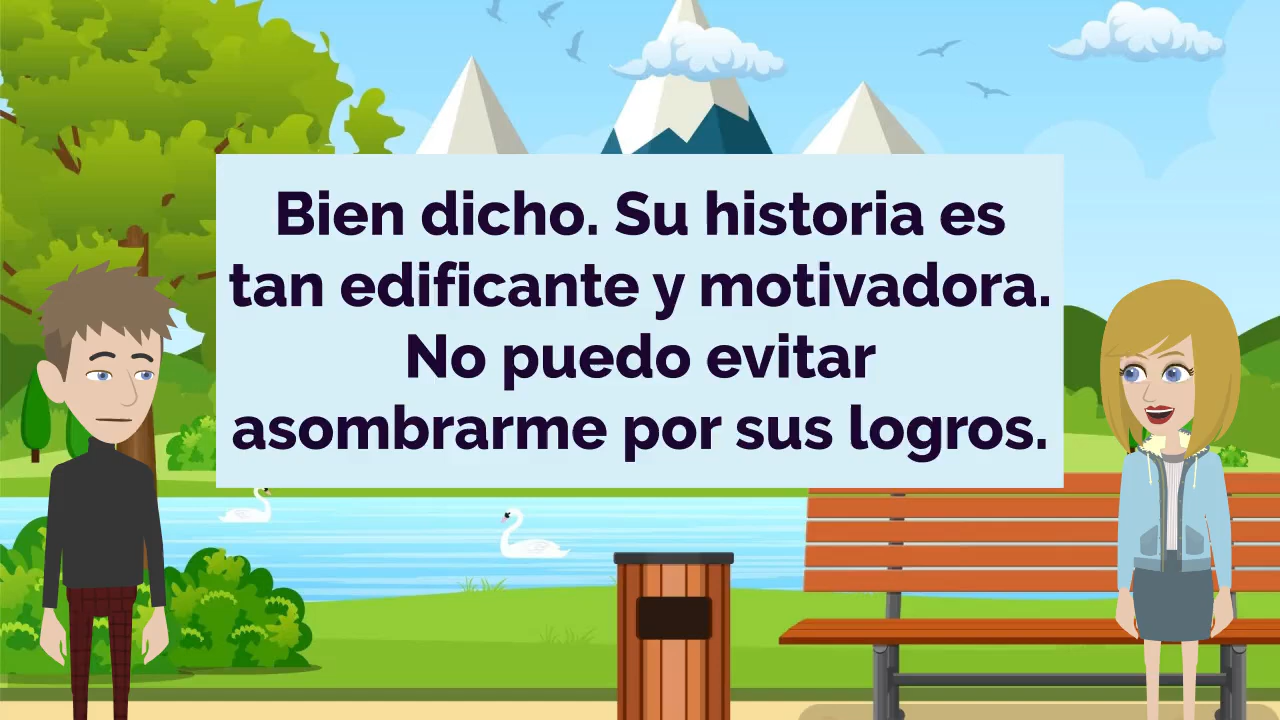 Bien dicho. Su historia es
tan edificante y motivadora.
No puedo evitar
asombrarme por sus logros.